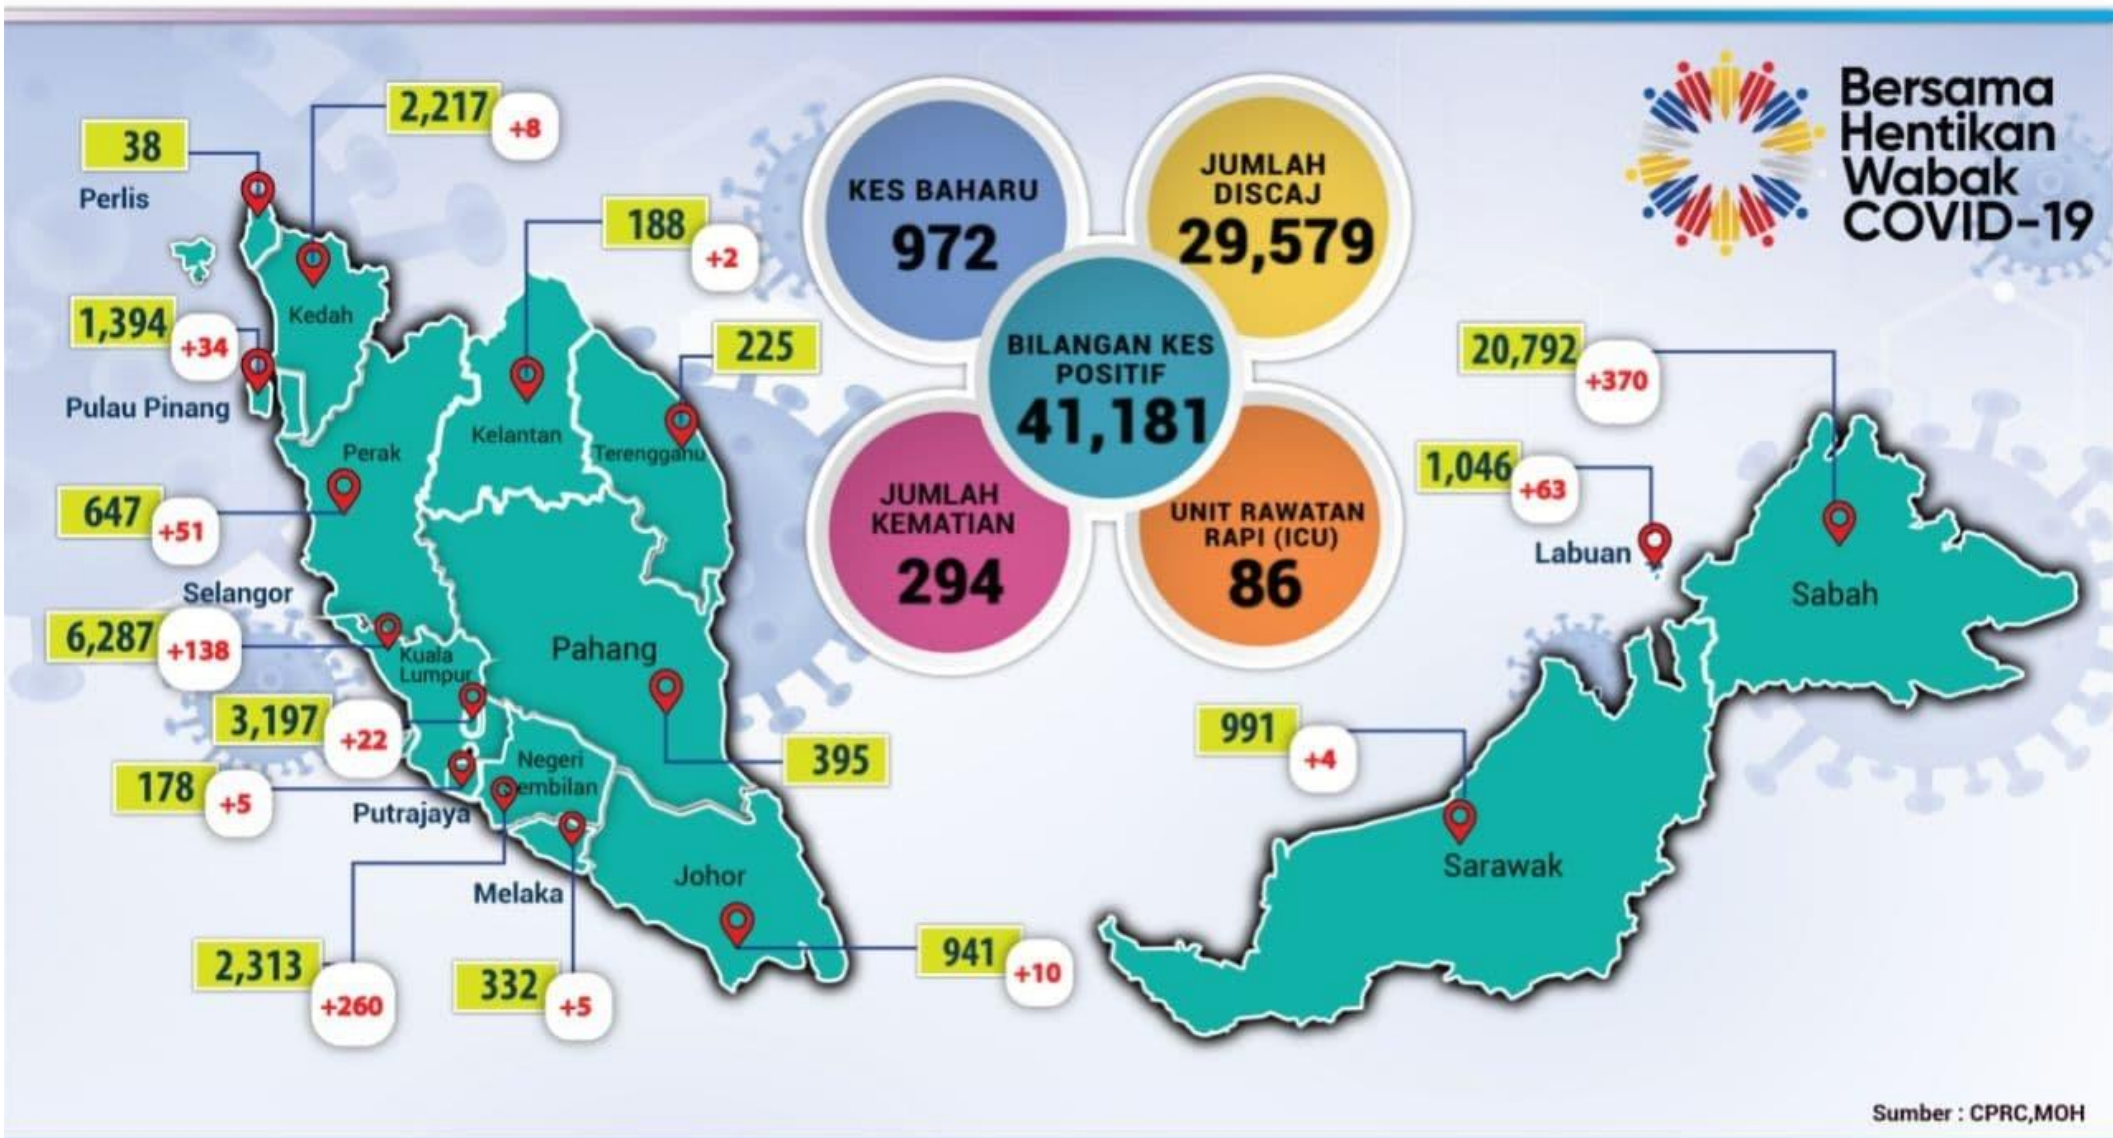 Bersama
Hentikan
Wabak
COVID-19
KES BAHARU
972
JUMLAH
DISCAJ
29,579
BILANGAN KES
POSITIF
41,181
JUMLAH
KEMATIAN
294
UNIT RAWATAN
RAPI (ICU)
86
38
Perlis
2,217
+8
Kedah
188
+2
Kelantan
225
Terengganu
1,394
+34
Pulau Pinang
Perak
647
+51
Selangor
6,287
+138
Kuala
Lumpur
3,197
+22
178
+5
Putrajaya
Pahang
395
Negeri
embilan
2,313
+260
Melaka
332
+5
Johor
941
+10
20,792
+370
Sabah
1,046
+63
Labuan
991
+4
Sarawak
Sumber : CPRC,MOH